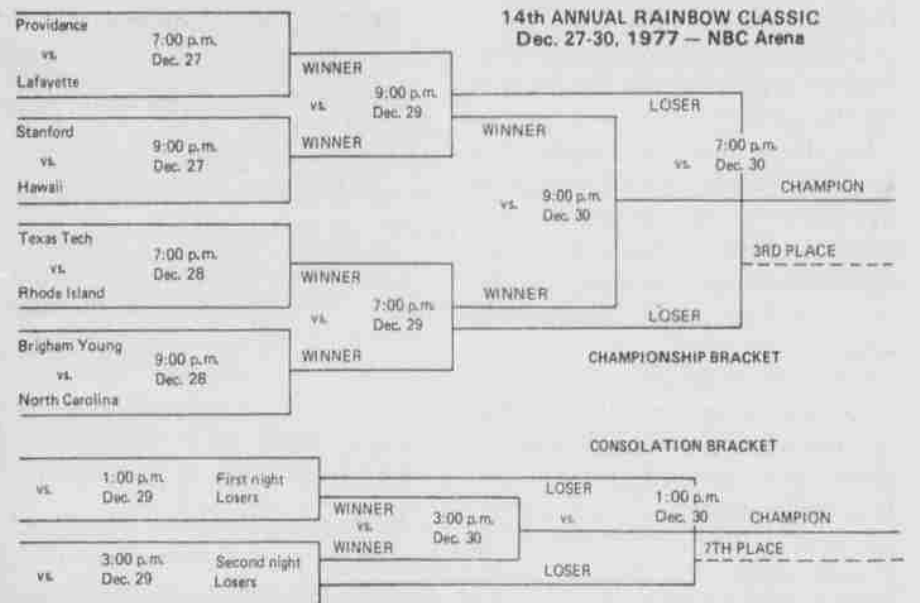 14th ANNUAL RAINBOW CLASSIC
Dec. 27-30, 1977 — NBC Arena
Providence
vs.
Lafayette
7:00 p.m.
Dec. 27
Stanford
vs.
Hawaii
9:00 p.m.
Dec. 27
WINNER
vs.
WINNER
9:00 p.m.
Dec. 29
Texas Tech
vs.
Rhode Island
7:00 p.m.
Dec. 28
Brigham Young
vs.
North Carolina
9:00 p.m.
Dec. 28
WINNER
vs.
WINNER
7:00 p.m.
Dec. 29
WINNER
vs.
WINNER
9:00 p.m.
Dec. 30
LOSER
vs.
LOSER
7:00 p.m.
Dec. 30
CHAMPION
3RD PLACE
CHAMPIONSHIP BRACKET
CONSOLATION BRACKET
vs.
1:00 p.m.
Dec. 29
First night
Losers
vs.
3:00 p.m.
Dec. 29
Second night
Losers
WINNER
vs.
WINNER
3:00 p.m.
Dec. 30
LOSER
vs.
LOSER
1:00 p.m.
Dec. 30
CHAMPION
7TH PLACE